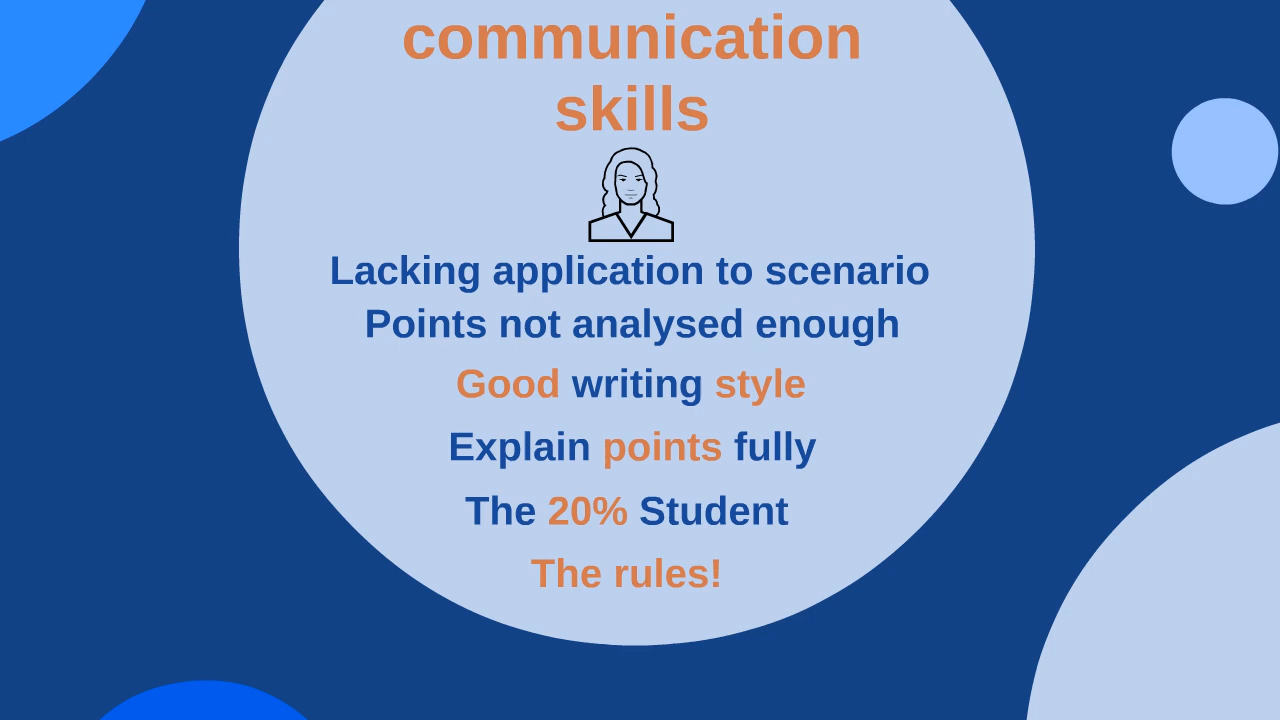 communication
skills
Lacking application to scenario
Points not analysed enough
Good writing style
Explain points fully
The 20% Student
The rules!